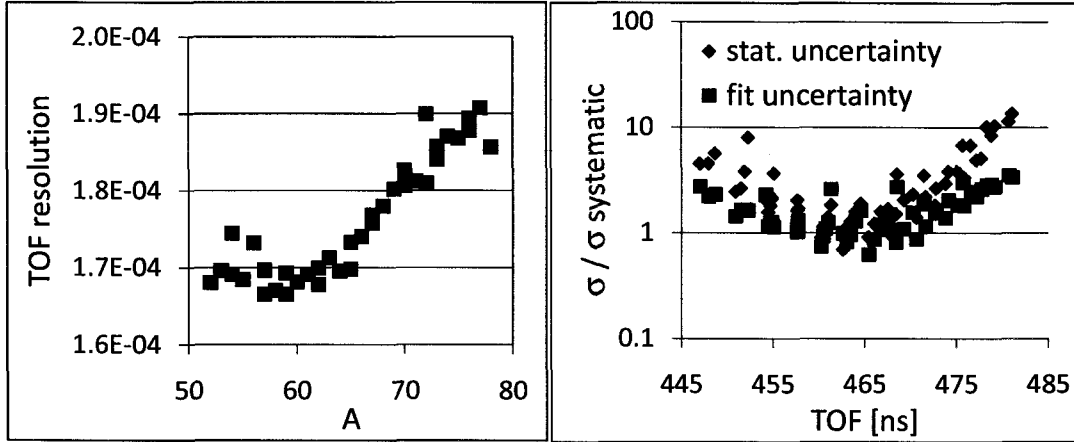 2.0E-04
1.9E-04
1.8E-04
1.7E-04
1.6E-04
TOF resolution
50 60 70 80
A
100
10
1
0.1
σ / σ systematic
◆ stat. uncertainty
■ fit uncertainty
445 455 465 475 485
TOF [ns]